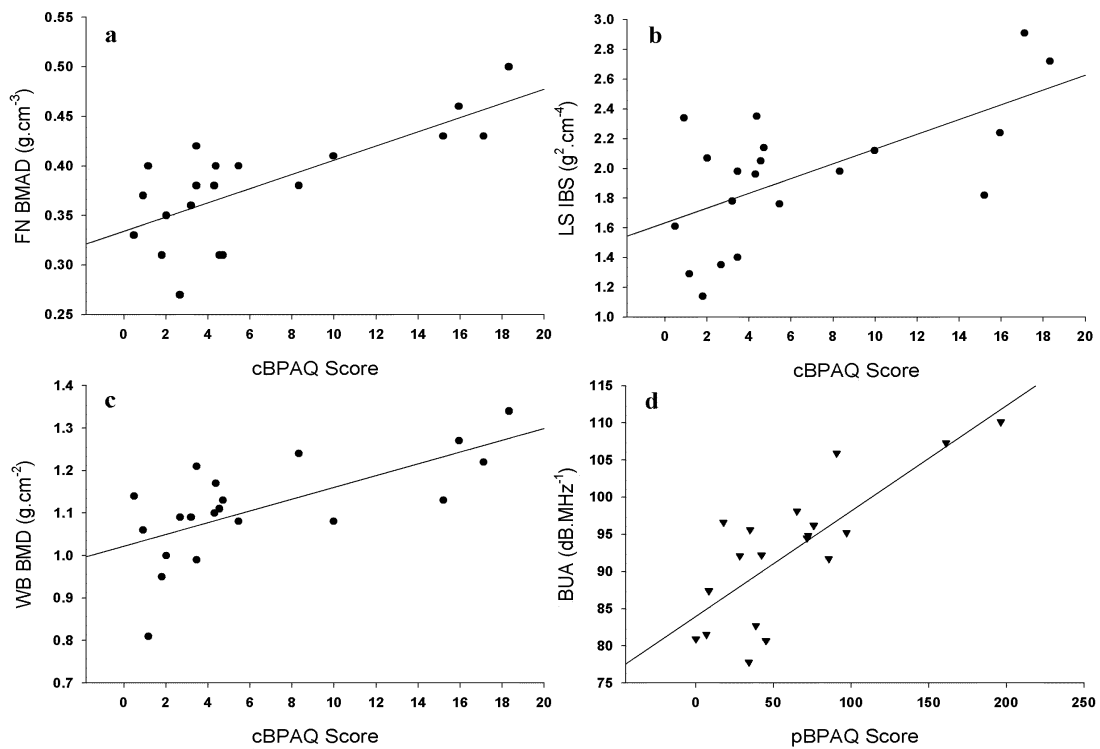 a
FN BMAD (g.cm-3)
0.55
0.50
0.45
0.40
0.35
0.30
0.25
0 2 4 6 8 10 12 14 16 18 20
cBPAQ Score
b
LS IBS (g2.cm-4)
3.0
2.8
2.6
2.4
2.2
2.0
1.8
1.6
1.4
1.2
1.0
0 2 4 6 8 10 12 14 16 18 20
cBPAQ Score
c
WB BMD (g.cm-2)
1.4
1.3
1.2
1.1
1.0
0.9
0.8
0.7
0 2 4 6 8 10 12 14 16 18 20
cBPAQ Score
d
BUA (dB.MHz-1)
115
110
105
100
95
90
85
80
75
0 50 100 150 200 250
pBPAQ Score